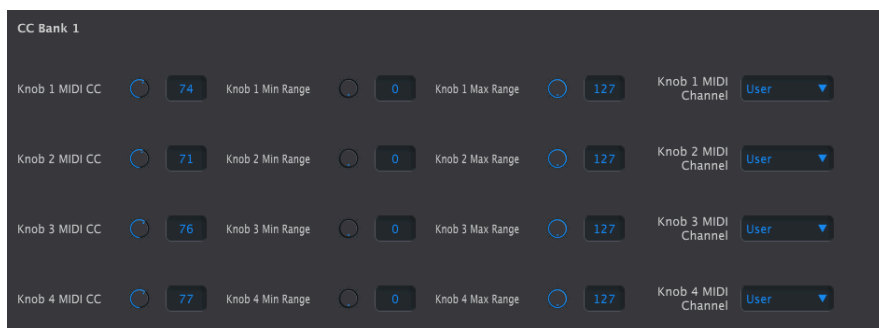 CC Bank 1
Knob 1 MIDI CC 74 Knob 1 Min Range 0 Knob 1 Max Range 127 Knob 1 MIDI Channel User
Knob 2 MIDI CC 71 Knob 2 Min Range 0 Knob 2 Max Range 127 Knob 2 MIDI Channel User
Knob 3 MIDI CC 76 Knob 3 Min Range 0 Knob 3 Max Range 127 Knob 3 MIDI Channel User
Knob 4 MIDI CC 77 Knob 4 Min Range 0 Knob 4 Max Range 127 Knob 4 MIDI Channel User